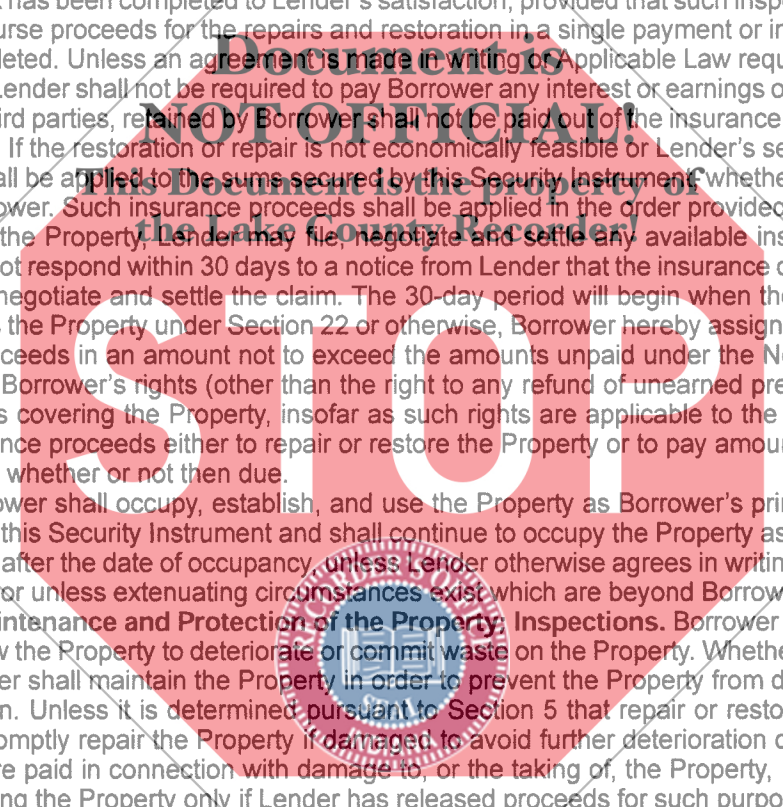 has been completed to Lender's satisfaction, provided that such insp
urse proceeds for the repairs and restoration in a single payment or in
leted. Unless an agreement is made in writing or Applicable Law requ
Lender shall not be required to pay Borrower any interest or earnings o
ird parties, retained by Borrower shall not be paid out of the insurance
If the restoration or repair is not economically feasible or Lender's se
all be applied to the sums secured by this Security Instrument, whethe
ower. Such insurance proceeds shall be applied in the order provided
the Property, Lender may file, negotiate and settle any available ins
ot respond within 30 days to a notice from Lender that the insurance c
negotiate and settle the claim. The 30-day period will begin when th
s the Property under Section 22 or otherwise, Borrower hereby assign
ceeds in an amount not to exceed the amounts unpaid under the N
Borrower's rights (other than the right to any refund of unearned pre
s covering the Property, insofar as such rights are applicable to the
nce proceeds either to repair or restore the Property or to pay amou
whether or not then due.
ower shall occupy, establish, and use the Property as Borrower's pri
this Security Instrument and shall continue to occupy the Property as
after the date of occupancy, unless Lender otherwise agrees in writin
or unless extenuating circumstances exist which are beyond Borrow
intenance and Protection of the Property; Inspections. Borrower
w the Property to deteriorate or commit waste on the Property. Whethe
er shall maintain the Property in order to prevent the Property from d
n. Unless it is determined pursuant to Section 5 that repair or resto
omptly repair the Property if damaged to avoid further deterioration o
re paid in connection with damage to, or the taking of, the Property,
ng the Property only if Lender has released proceeds for such purpo
Document is
NOT OFFICIAL!
This Document is the property of
the Lake County Recorder!
STOP
RECORDER'S OFFICE
SEAL